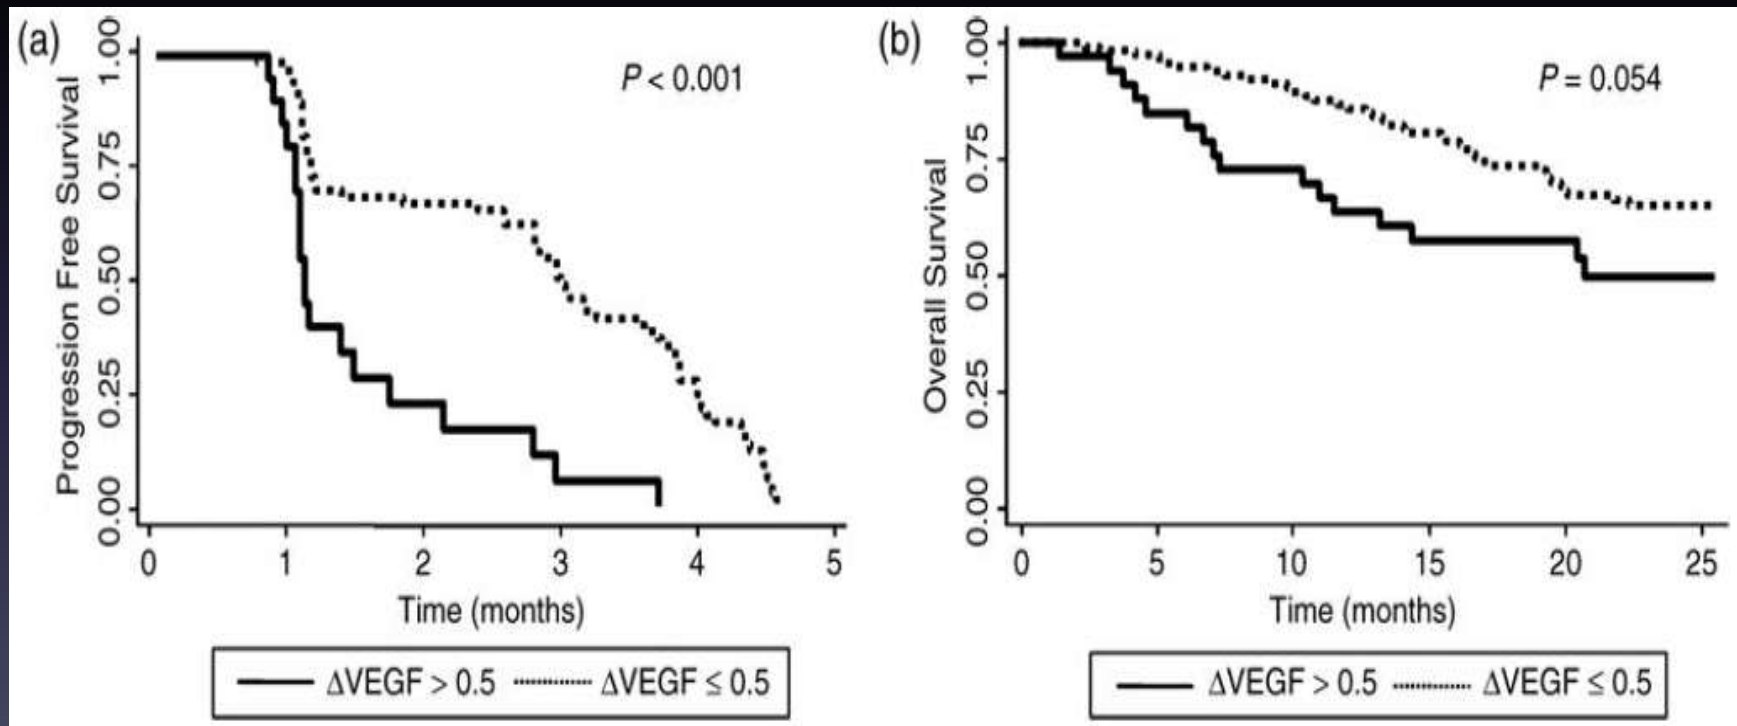 (a)
P < 0.001
Progression Free Survival
1.00
0.75
0.50
0.25
0.00
0 1 2 3 4 5
Time (months)
ΔVEGF > 0.5 ΔVEGF ≤ 0.5
(b)
P = 0.054
Overall Survival
1.00
0.75
0.50
0.25
0.00
0 5 10 15 20 25
Time (months)
ΔVEGF > 0.5 ΔVEGF ≤ 0.5